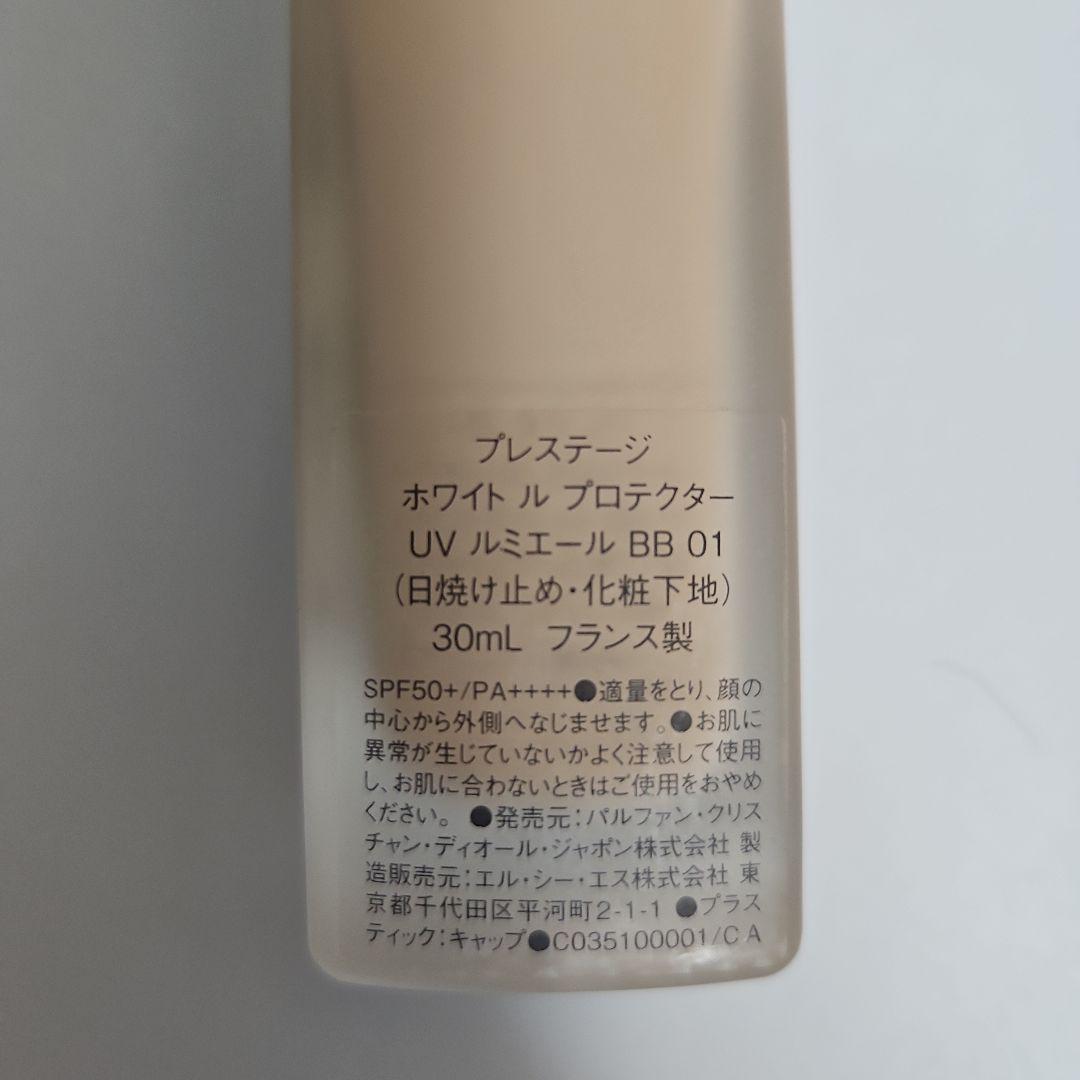 プレステージ
ホワイト ル プロテクター
UV ルミエール BB 01
(日焼け止め・化粧下地)
30mL フランス製
SPF50+/PA++++●適量をとり、顔の
中心から外側へなじませます。●お肌に
異常が生じていないかよく注意して使用
し、お肌に合わないときはご使用をおやめ
ください。 ●発売元:パルファン・クリス
チャン・ディオール・ジャポン株式会社 製
造販売元:エル・シー・エス株式会社 東
京都千代田区平河町2-1-1 ●プラス
ティック:キャップ●C035100001/C A